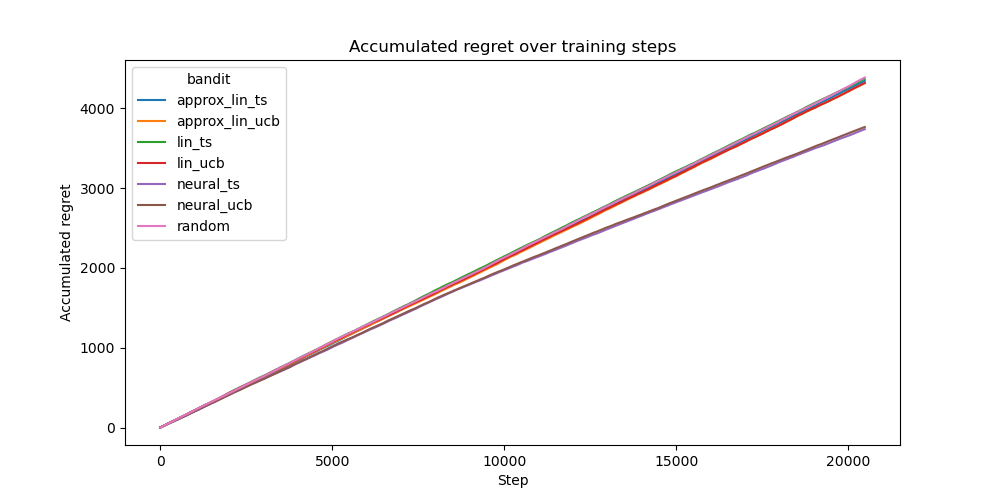 Accumulated regret over training steps
bandit
approx_lin_ts
approx_lin_ucb
lin_ts
lin_ucb
neural_ts
neural_ucb
random
Accumulated regret
4000
3000
2000
1000
0
0 5000 10000 15000 20000
Step